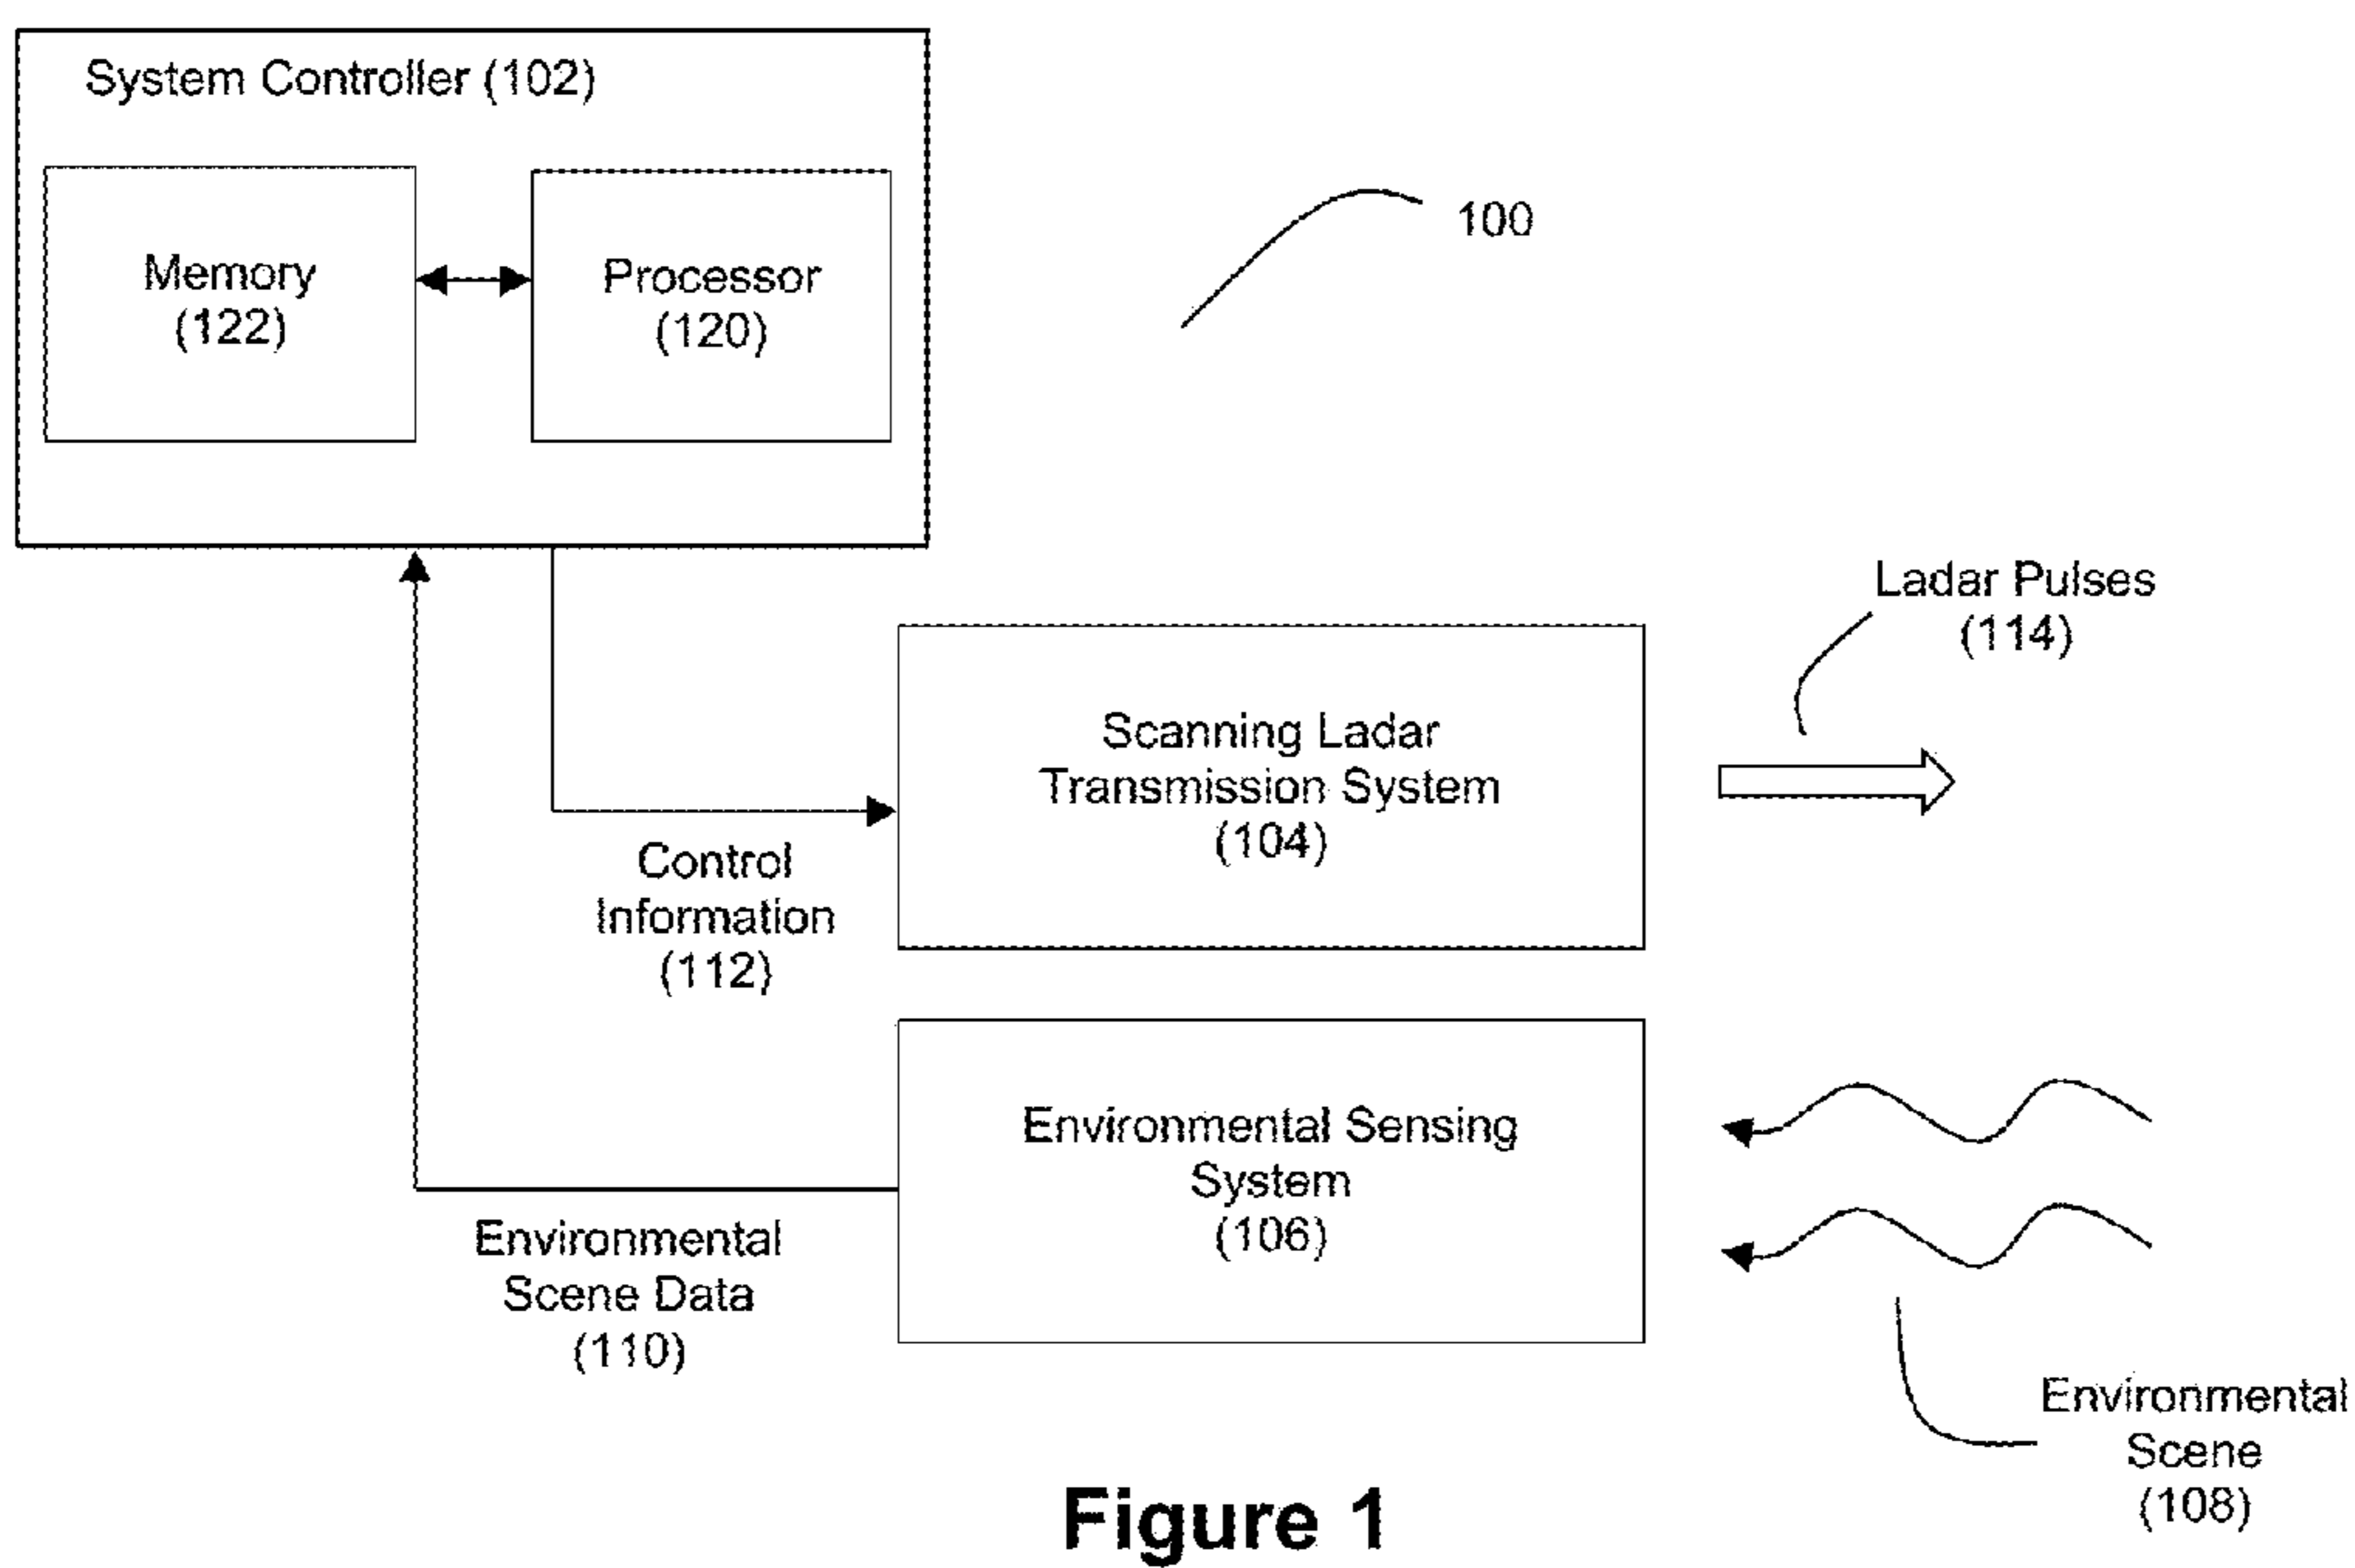 System Controller (102)
Memory
(122)
Processor
(120)
100
Ladar Pulses
(114)
Scanning Ladar
Transmission System
(104)
Control
Information
(112)
Environmental Sensing
System
(106)
Environmental
Scene Data
(110)
Environmental
Scene
(108)
Figure 1